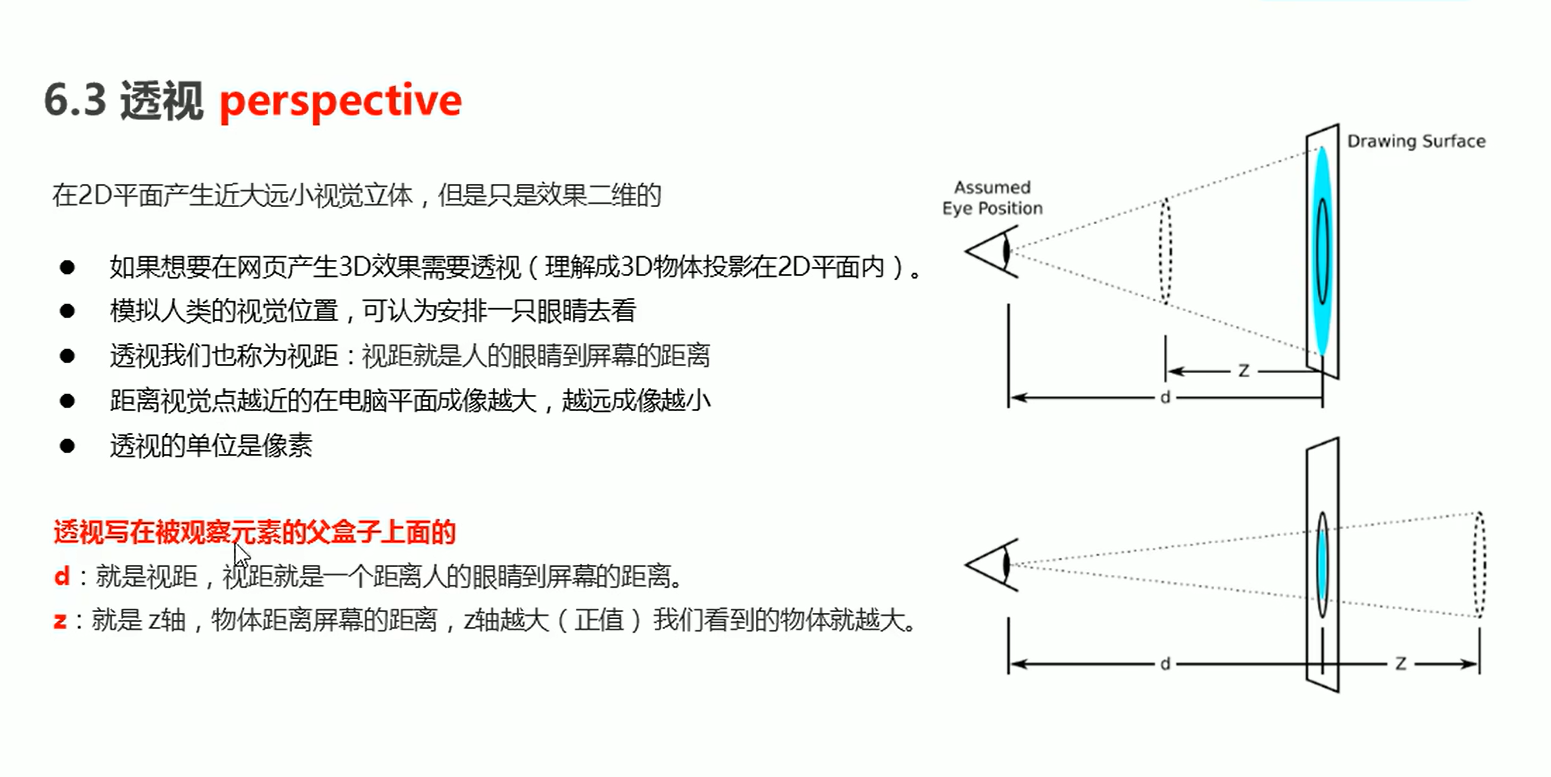 6.3 透视 perspective
在2D平面产生近大远小视觉立体，但是只是效果二维的
● 如果想要在网页产生3D效果需要透视（理解成3D物体投影在2D平面内）。
● 模拟人类的视觉位置，可认为安排一只眼睛去看
● 透视我们也称为视距：视距就是人的眼睛到屏幕的距离
● 距离视觉点越近的在电脑平面成像越大，越远成像越小
● 透视的单位是像素
透视写在被观察元素的父盒子上面的
d：就是视距，视距就是一个距离人的眼睛到屏幕的距离。
z：就是 z轴，物体距离屏幕的距离，z轴越大（正值） 我们看到的物体就越大。
Drawing Surface
Assumed
Eye Position
Z
d
d
Z